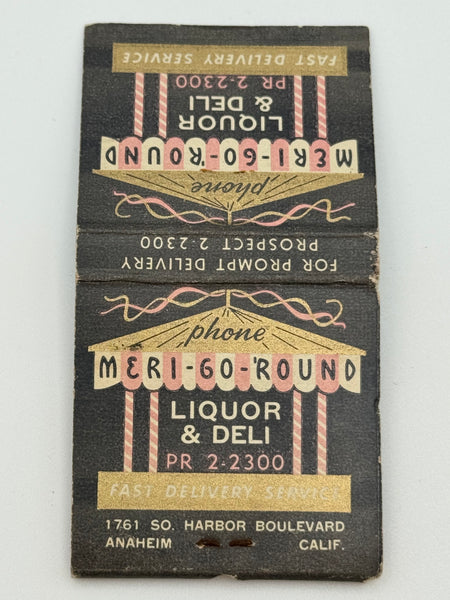 FAST DELIVERY SERVICE
PR 2-2300
LIQUOR
& DELI
MERI-GO-'ROUND
phone
FOR PROMPT DELIVERY
PROSPECT 2-2300
phone
MERI-GO-'ROUND
LIQUOR
& DELI
PR 2-2300
FAST DELIVERY SERVICE
1761 SO. HARBOR BOULEVARD
ANAHEIM CALIF.